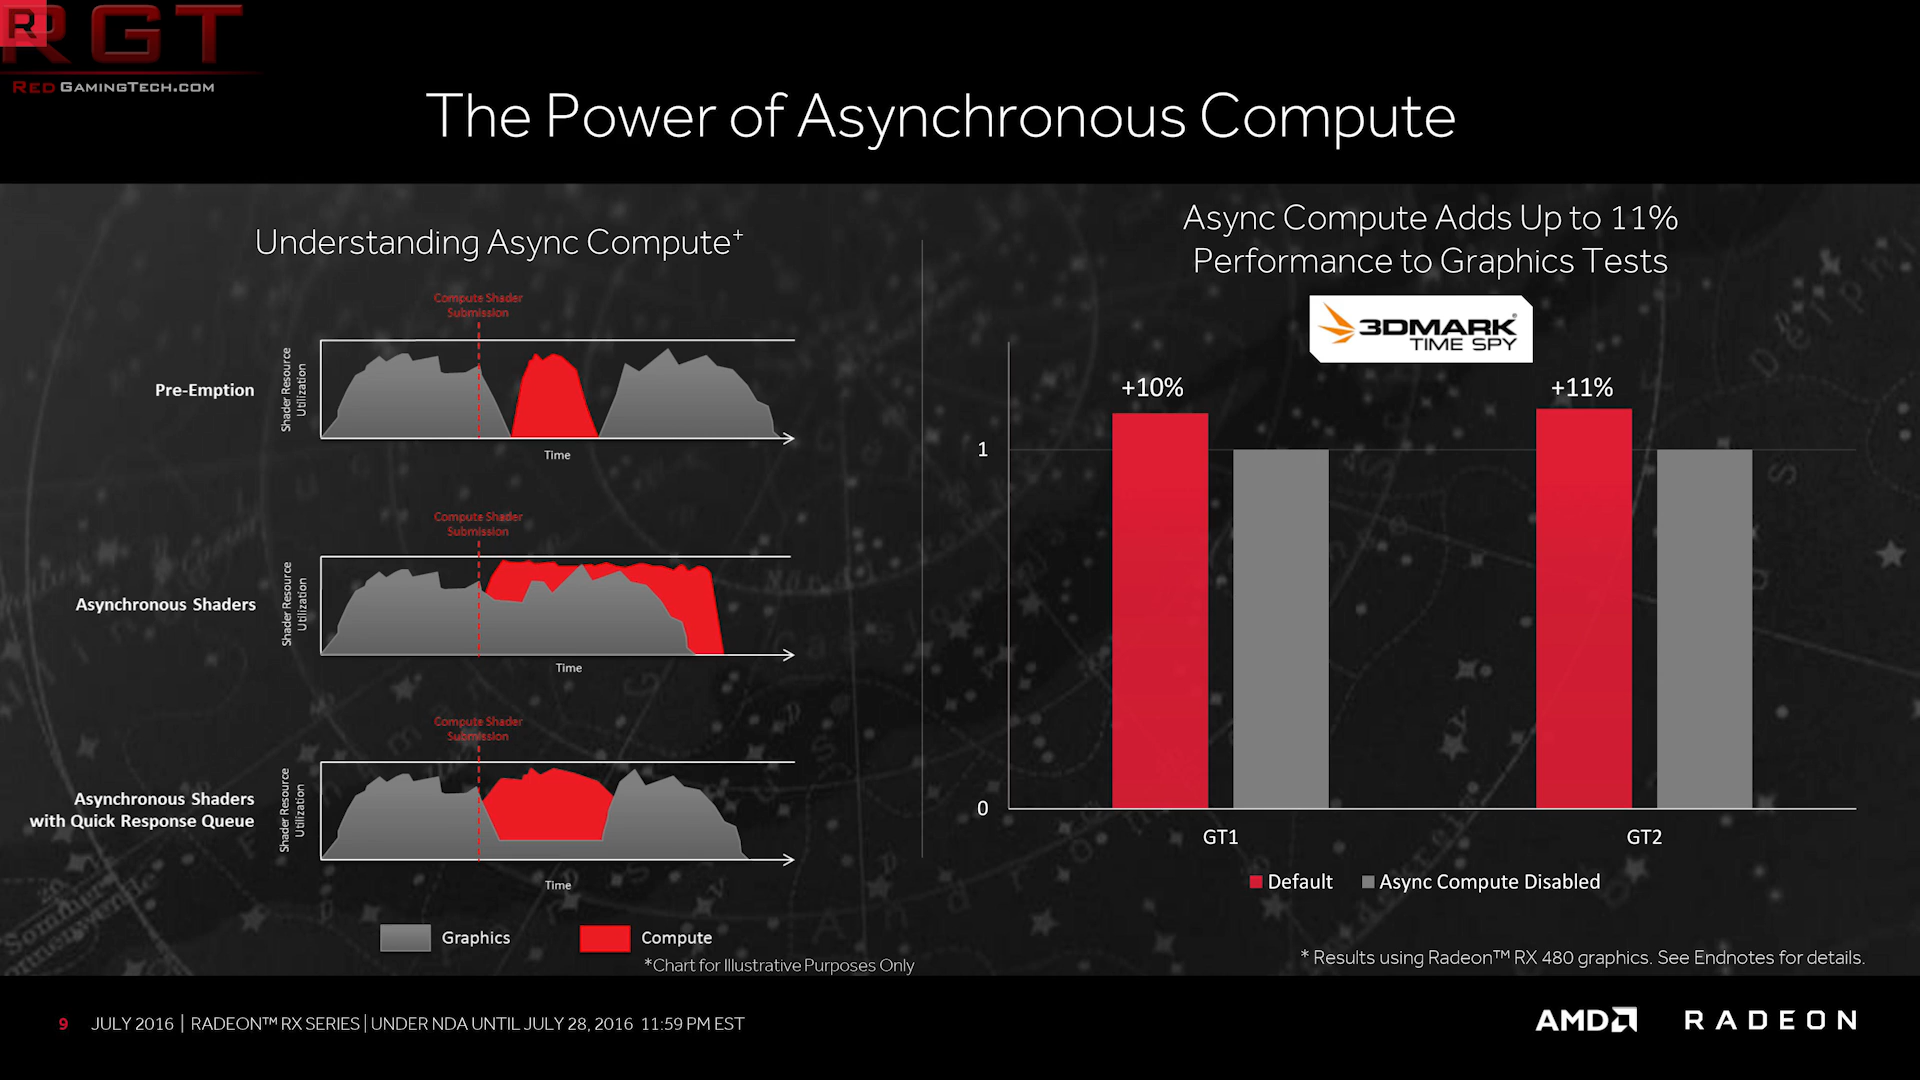 RGT
RED GAMINGTECH.COM
The Power of Asynchronous Compute
Understanding Async Compute+
Compute Shader
Submission
Pre-Emption
Shader Resource
Utilization
Time
Compute Shader
Submission
Asynchronous Shaders
Shader Resource
Utilization
Time
Compute Shader
Submission
Asynchronous Shaders
with Quick Response Queue
Shader Resource
Utilization
Time
Graphics
Compute
*Chart for Illustrative Purposes Only
Async Compute Adds Up to 11%
Performance to Graphics Tests
3DMARK®
TIME SPY
+10%
+11%
1
0
GT1
GT2
Default
Async Compute Disabled
* Results using Radeon™ RX 480 graphics. See Endnotes for details.
9 JULY 2016 | RADEON™ RX SERIES | UNDER NDA UNTIL JULY 28, 2016 11:59 PM EST
AMD RADEON